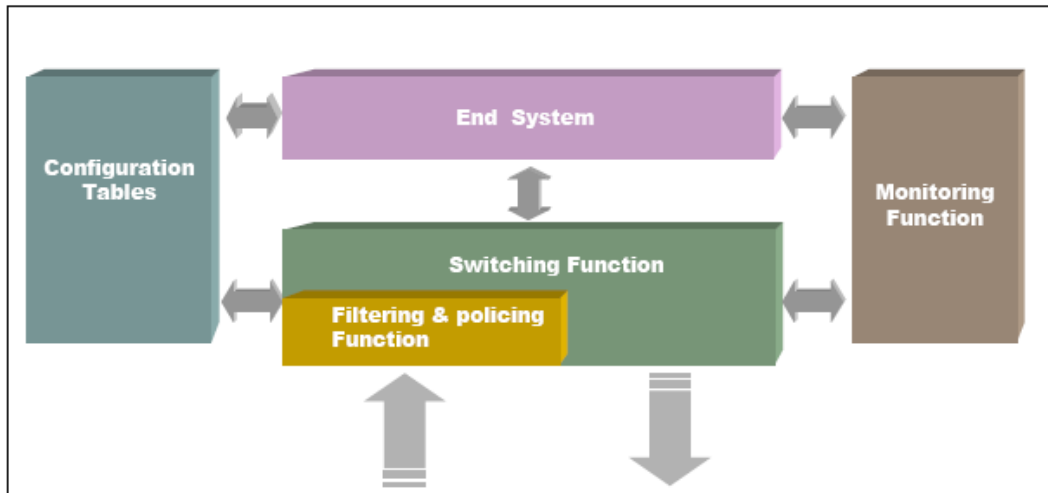 End System
Configuration
Tables
Monitoring
Function
Switching Function
Filtering & policing
Function